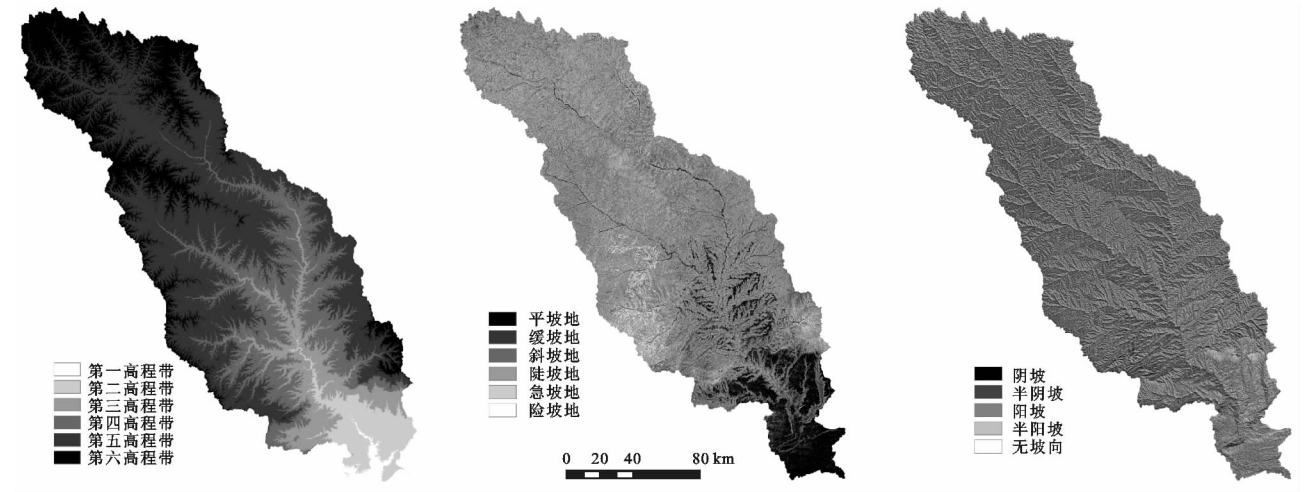 第一高程带
第二高程带
第三高程带
第四高程带
第五高程带
第六高程带
平坡地
缓坡地
斜坡地
陡坡地
急坡地
险坡地
0 20 40 80 km
阴坡
半阴坡
阳坡
半阳坡
无坡向